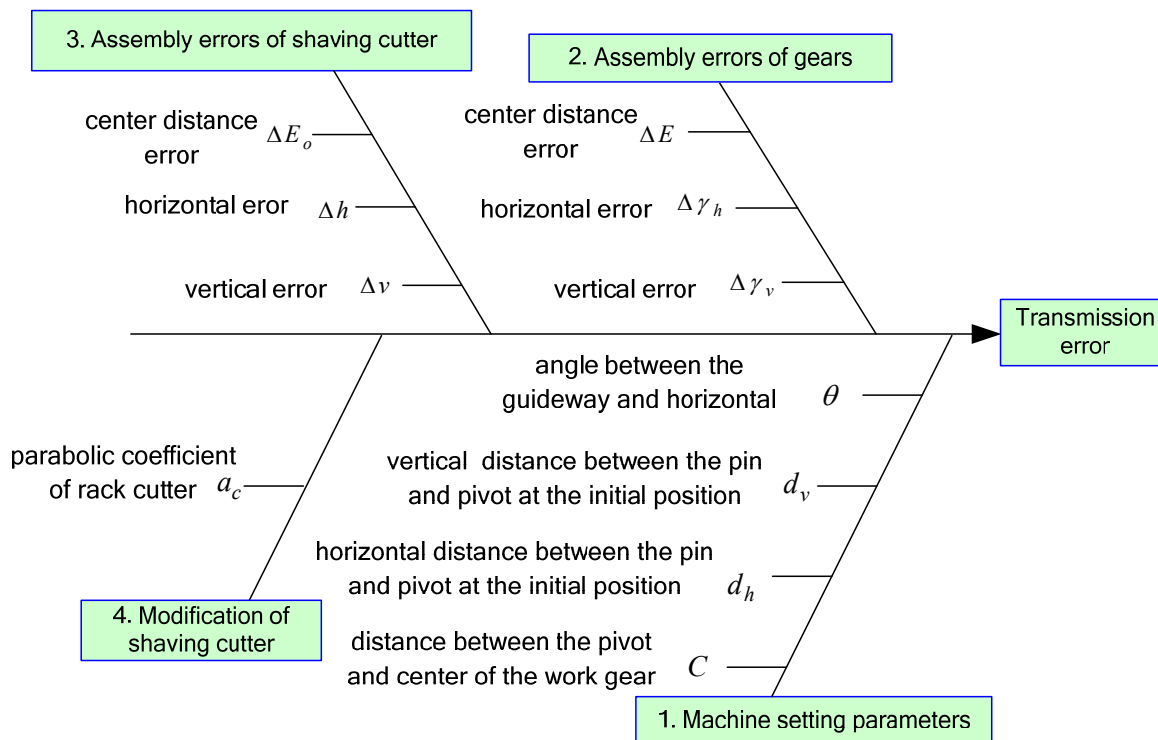 3. Assembly errors of shaving cutter
center distance
error
ΔE_o
horizontal eror Δh
vertical error Δv
2. Assembly errors of gears
center distance
error
ΔE
horizontal error Δγ_h
vertical error Δγ_v
Transmission
error
angle between the
guideway and horizontal θ
vertical distance between the pin
and pivot at the initial position d_v
horizontal distance between the pin
and pivot at the initial position d_h
distance between the pivot
and center of the work gear C
1. Machine setting parameters
parabolic coefficient
of rack cutter a_c
4. Modification of
shaving cutter